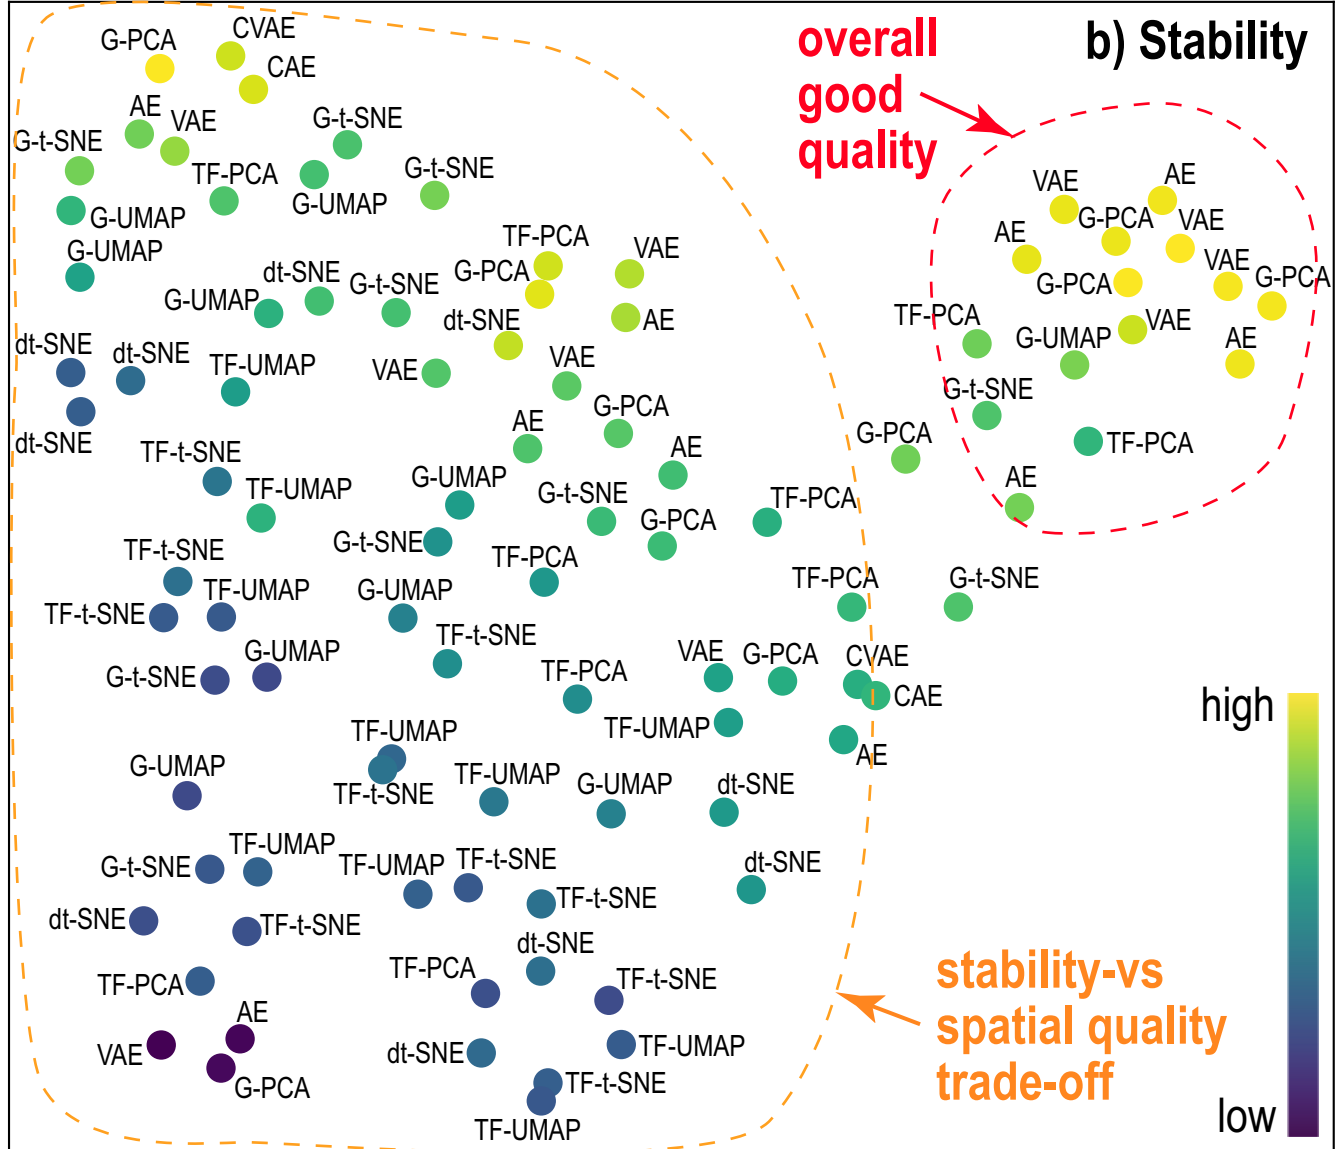 b) Stability
overall
good
quality
G-PCA
CVAE
CAE
AE
VAE
G-t-SNE
G-t-SNE
TF-PCA
G-UMAP
G-t-SNE
G-UMAP
G-UMAP
TF-PCA
VAE
G-PCA
dt-SNE
G-t-SNE
G-UMAP
dt-SNE
AE
dt-SNE
dt-SNE
TF-UMAP
VAE
VAE
dt-SNE
G-PCA
AE
AE
TF-t-SNE
G-UMAP
TF-UMAP
G-t-SNE
G-PCA
TF-PCA
G-t-SNE
TF-t-SNE
TF-PCA
TF-PCA
TF-t-SNE
TF-UMAP
G-UMAP
TF-t-SNE
G-UMAP
G-t-SNE
TF-PCA
VAE
G-PCA
CVAE
CAE
TF-UMAP
AE
TF-UMAP
G-UMAP
TF-t-SNE
TF-UMAP
G-UMAP
dt-SNE
TF-UMAP
G-t-SNE
TF-UMAP
TF-t-SNE
dt-SNE
TF-t-SNE
dt-SNE
TF-t-SNE
dt-SNE
TF-PCA
TF-PCA
TF-t-SNE
AE
VAE
dt-SNE
TF-UMAP
G-PCA
TF-t-SNE
TF-UMAP
VAE
AE
G-PCA
VAE
AE
VAE
G-PCA
G-PCA
TF-PCA
VAE
G-UMAP
AE
G-t-SNE
G-PCA
TF-PCA
AE
G-t-SNE
high
low
stability-vs
spatial quality
trade-off